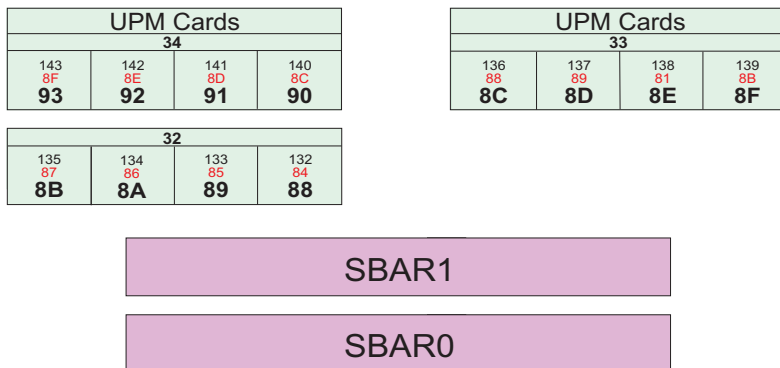 UPM Cards
34
143 142 141 140
8F 8E 8D 8C
93 92 91 90
UPM Cards
33
136 137 138 139
88 89 81 8B
8C 8D 8E 8F
32
135 134 133 132
87 86 85 84
8B 8A 89 88
SBAR1
SBAR0